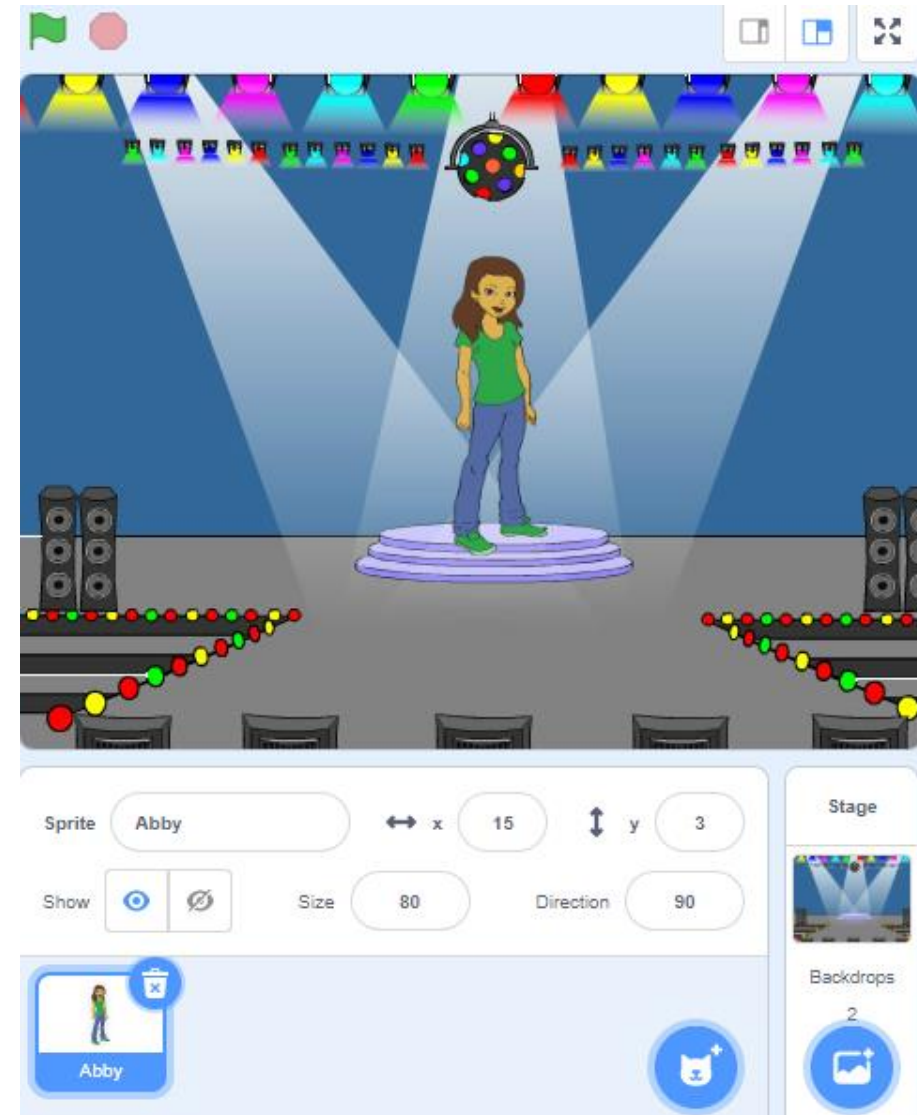 Sprite Abby x 15 y 3
Show Size 80 Direction 90
Abby
Stage
Backdrops
2